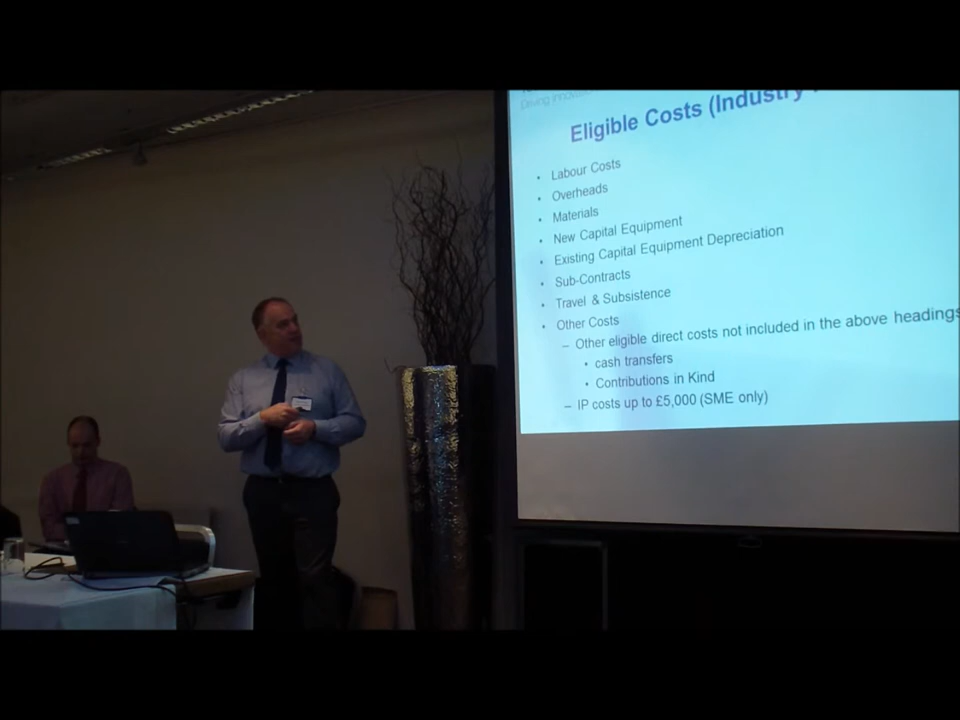 Driving innov
Eligible Costs (Industry
• Labour Costs
• Overheads
• Materials
• New Capital Equipment
• Existing Capital Equipment Depreciation
• Sub-Contracts
• Travel & Subsistence
• Other Costs
– Other eligible direct costs not included in the above headings
• cash transfers
• Contributions in Kind
– IP costs up to £5,000 (SME only)